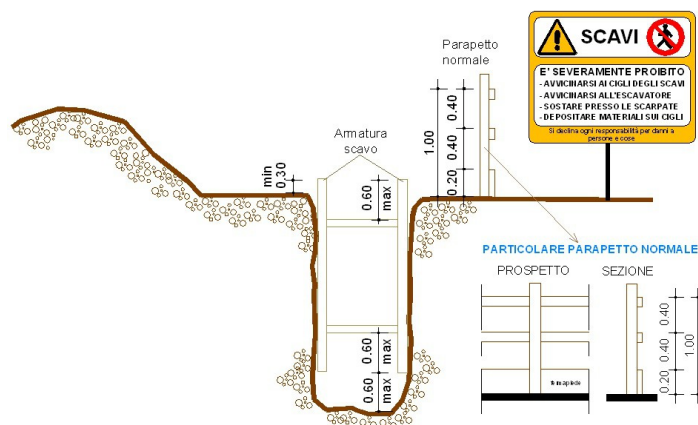 SCAVI
E' SEVERAMENTE PROIBITO
- AVVICINARSI AI CIGLI DEGLI SCAVI
- AVVICINARSI ALL'ESCAVATORE
- SOSTARE PRESSO LE SCARPATE
- DEPOSITARE MATERIALI SUI CIGLI
Si declina ogni responsabilità per danni a
persone e cose
Parapetto
normale
1.00
0.40
0.40
0.20
Armatura
scavo
min
0.30
0.60
max
0.60
max
0.60
max
PARTICOLARE PARAPETTO NORMALE
PROSPETTO
SEZIONE
0.40
0.40
0.20
1.00